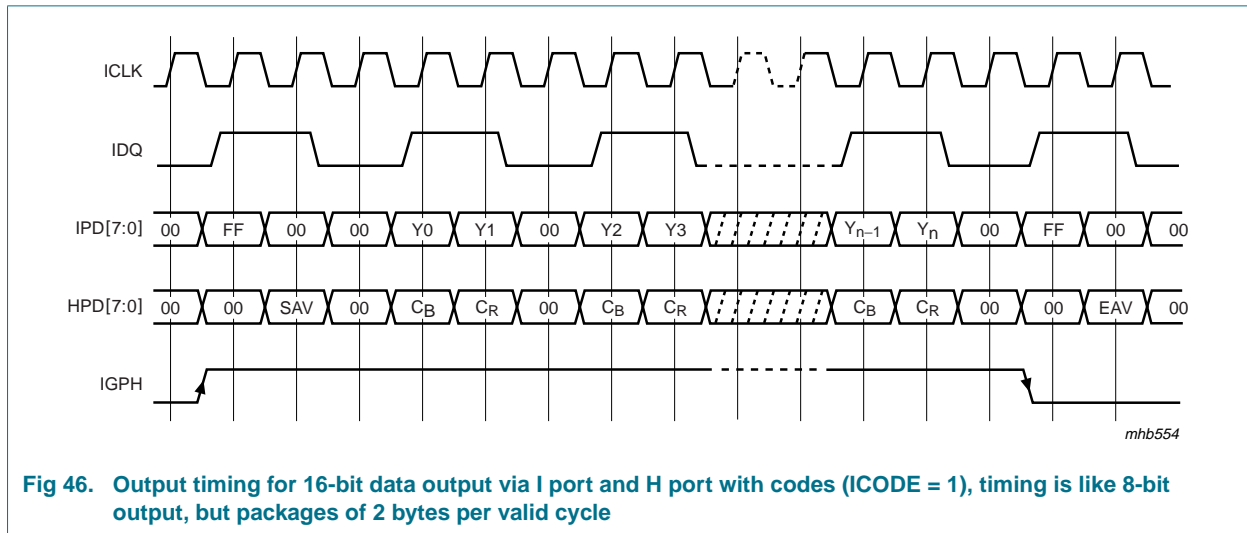 ICLK
IDQ
IPD[7:0] 00 FF 00 00 Y0 Y1 00 Y2 Y3 Yn–1 Yn 00 FF 00 00
HPD[7:0] 00 00 SAV 00 CB CR 00 CB CR CB CR 00 00 EAV 00
IGPH
mhb554
Fig 46. Output timing for 16-bit data output via I port and H port with codes (ICODE = 1), timing is like 8-bit
output, but packages of 2 bytes per valid cycle